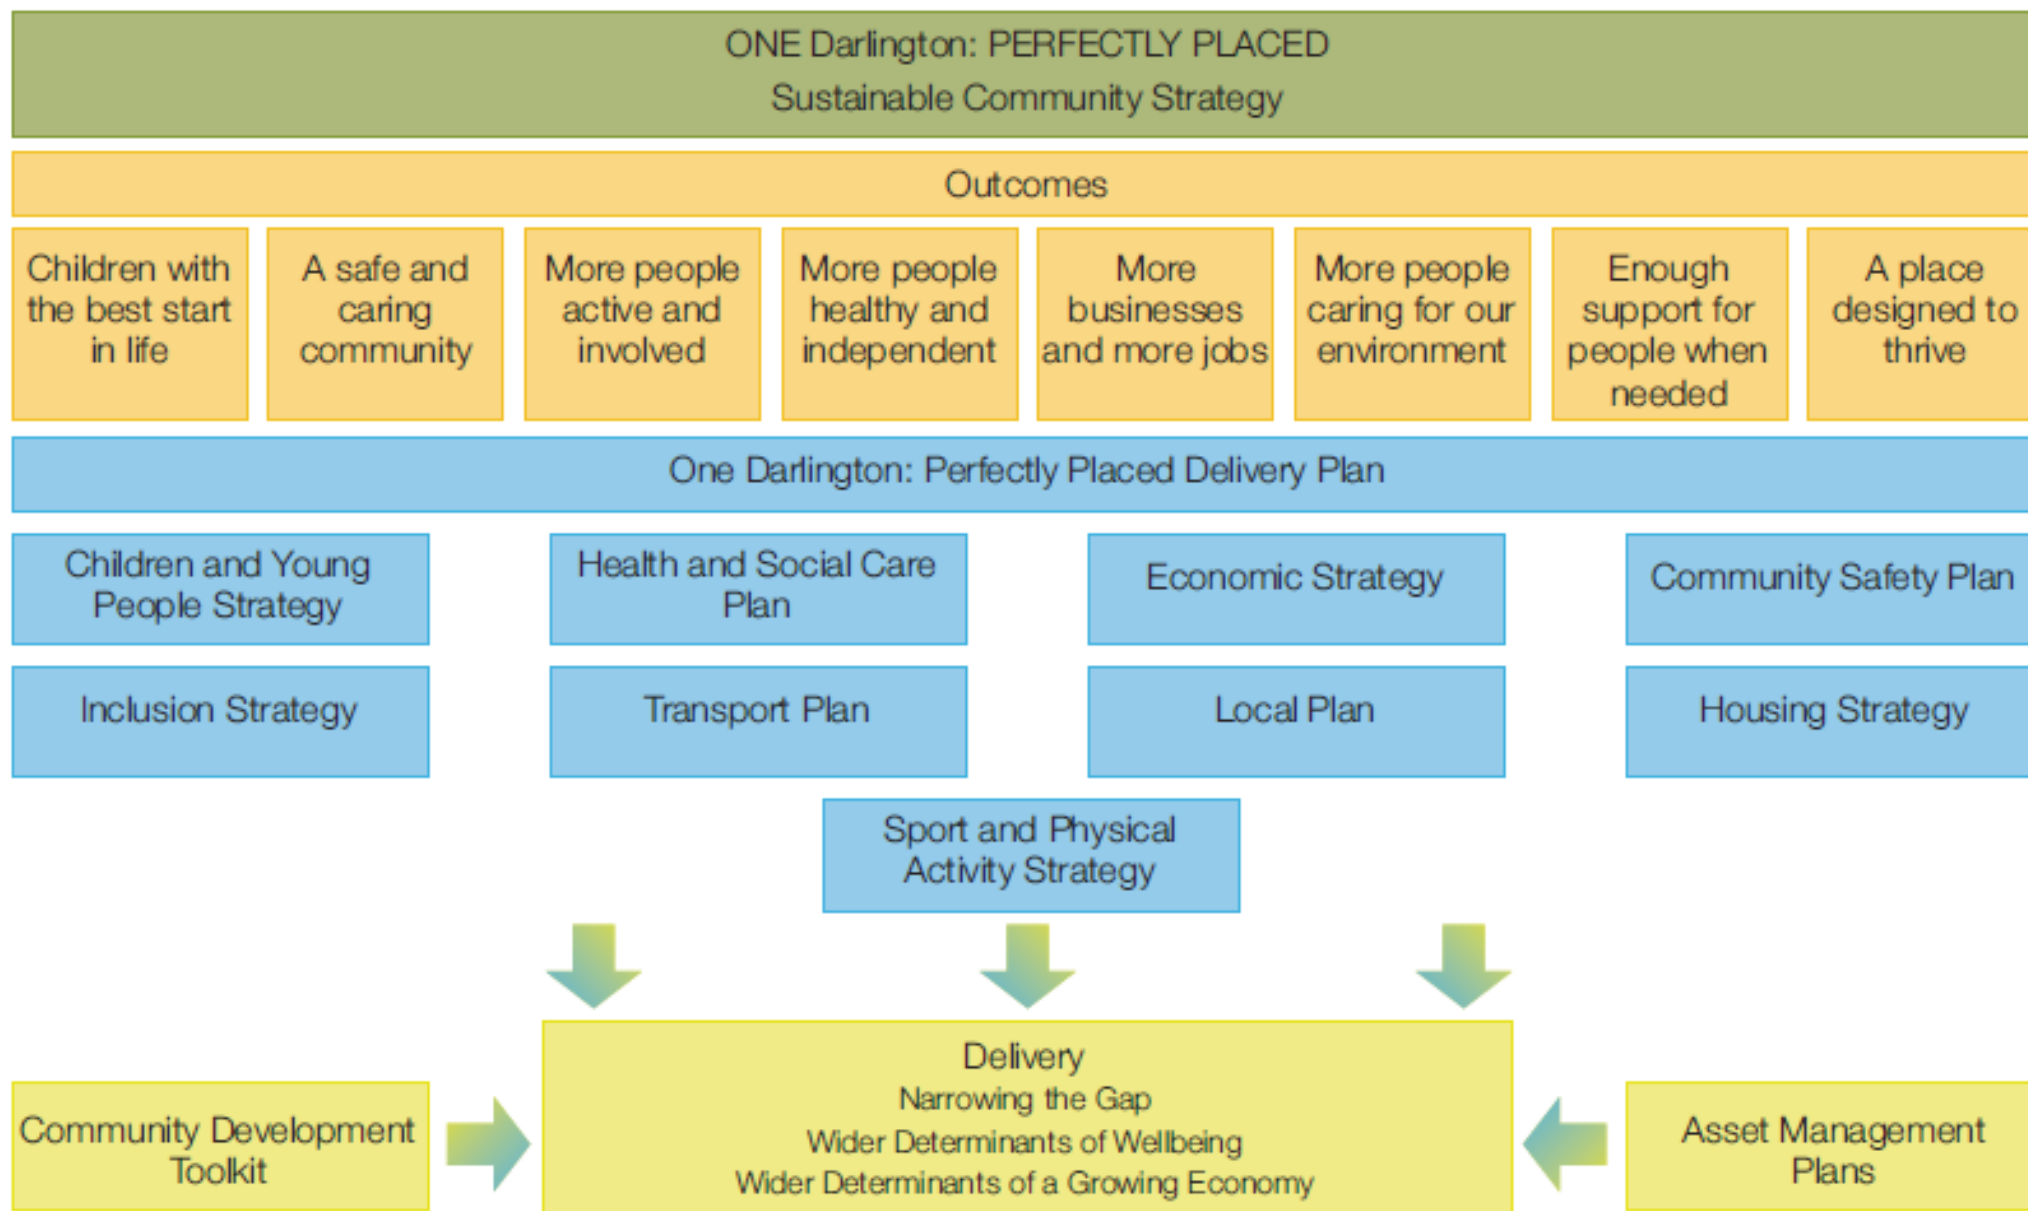 ONE Darlington: PERFECTLY PLACED
Sustainable Community Strategy
Outcomes
Children with
the best start
in life
A safe and
caring
community
More people
active and
involved
More people
healthy and
independent
More
businesses
and more jobs
More people
caring for our
environment
Enough
support for
people when
needed
A place
designed to
thrive
One Darlington: Perfectly Placed Delivery Plan
Children and Young
People Strategy
Health and Social Care
Plan
Economic Strategy
Community Safety Plan
Inclusion Strategy
Transport Plan
Local Plan
Housing Strategy
Sport and Physical
Activity Strategy
Community Development
Toolkit
Delivery
Narrowing the Gap
Wider Determinants of Wellbeing
Wider Determinants of a Growing Economy
Asset Management
Plans